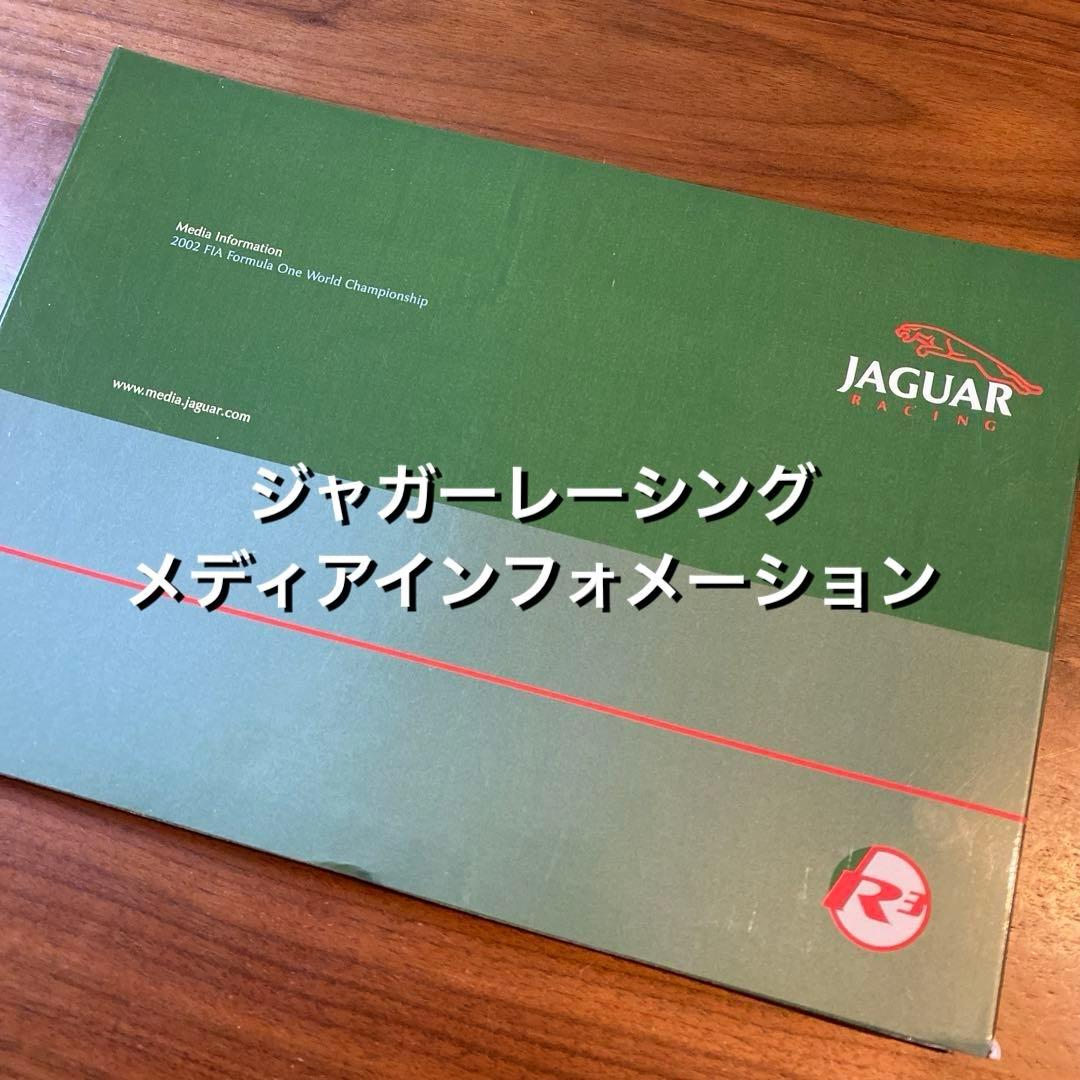 Media Information
2002 FIA Formula One World Championship
JAGUAR
RACING
www.media.jaguar.com
ジャガーレーシング
メディアインフォメーション
R3